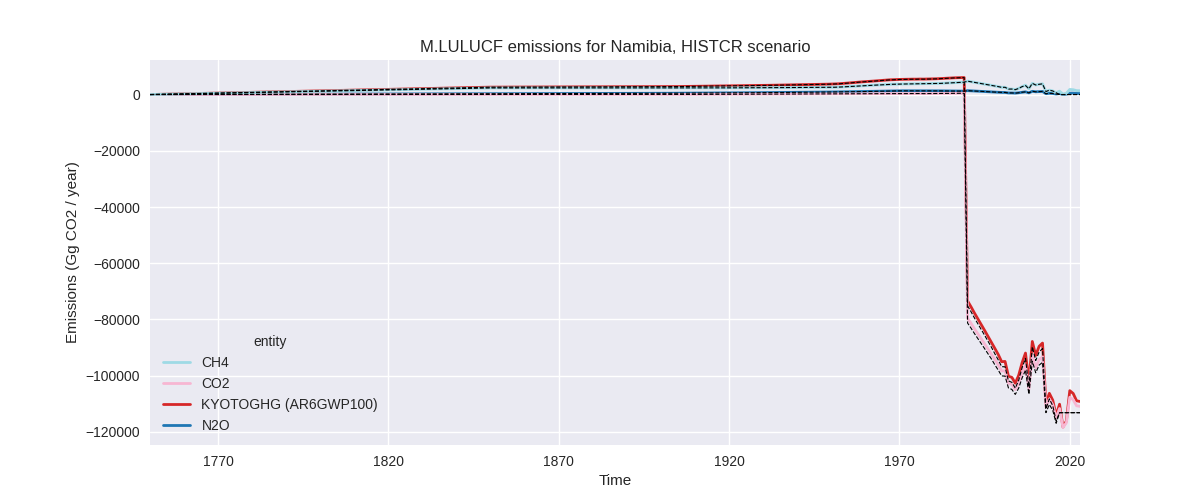 M.LULUCF emissions for Namibia, HISTCR scenario
Emissions (Gg CO2 / year)
0
−20000
−40000
−60000
−80000
−100000
−120000
entity
CH4
CO2
KYOTOGHG (AR6GWP100)
N2O
1770
1820
1870
1920
1970
2020
Time